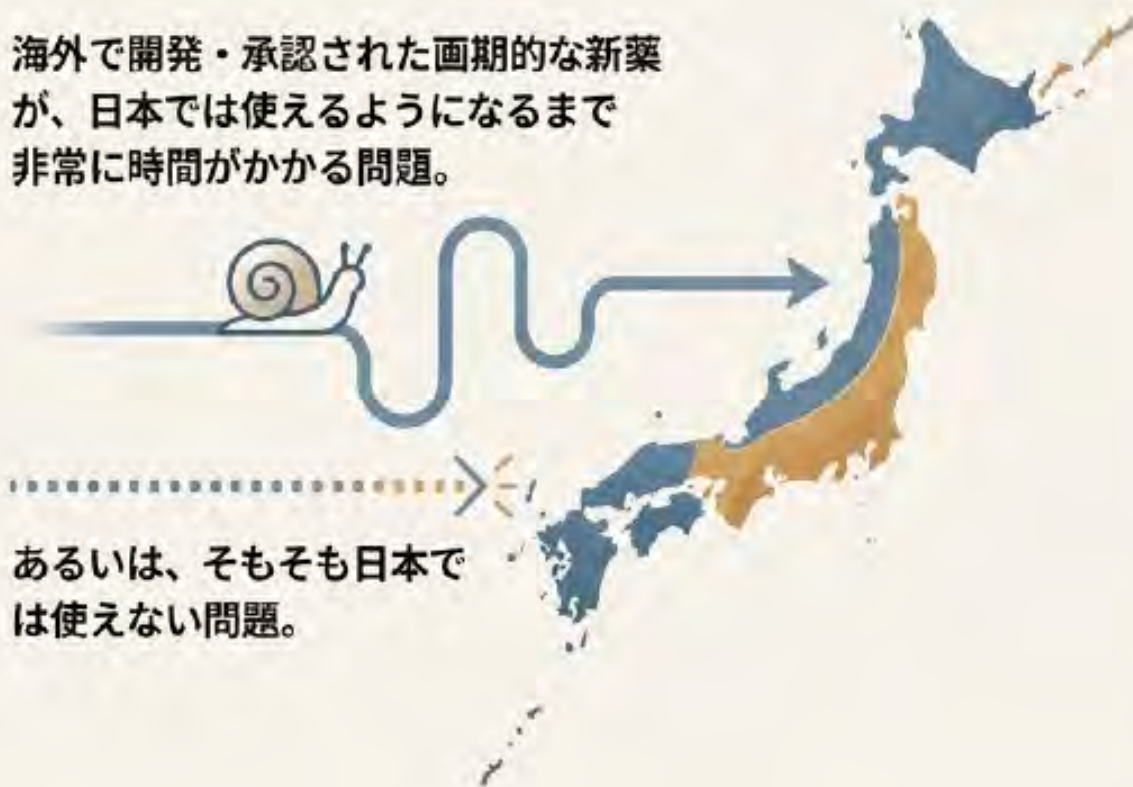 海外で開発・承認された画期的な新薬
が、日本では使えるようになるまで
非常に時間がかかる問題。
あるいは、そもそも日本で
は使えない問題。